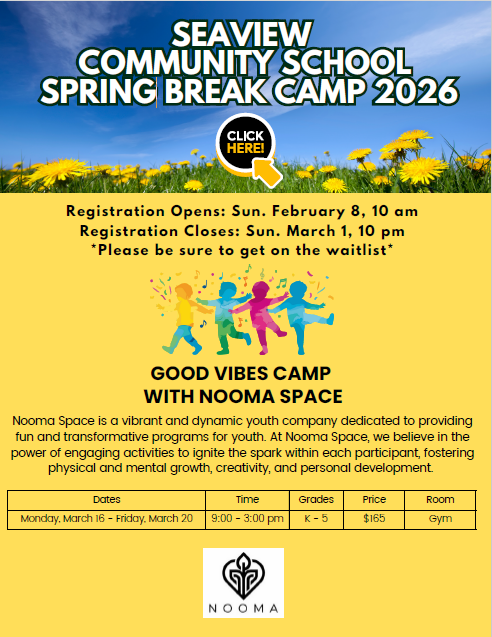 SEAVIEW
COMMUNITY SCHOOL
SPRING BREAK CAMP 2026
CLICK
HERE!
Registration Opens: Sun. February 8, 10 am
Registration Closes: Sun. March 1, 10 pm
*Please be sure to get on the waitlist*
GOOD VIBES CAMP
WITH NOOMA SPACE
Nooma Space is a vibrant and dynamic youth company dedicated to providing
fun and transformative programs for youth. At Nooma Space, we believe in the
power of engaging activities to ignite the spark within each participant, fostering
physical and mental growth, creativity, and personal development.
Dates Time Grades Price Room
Monday, March 16 - Friday, March 20 9:00 - 3:00 pm K - 5 $165 Gym
NOOMA